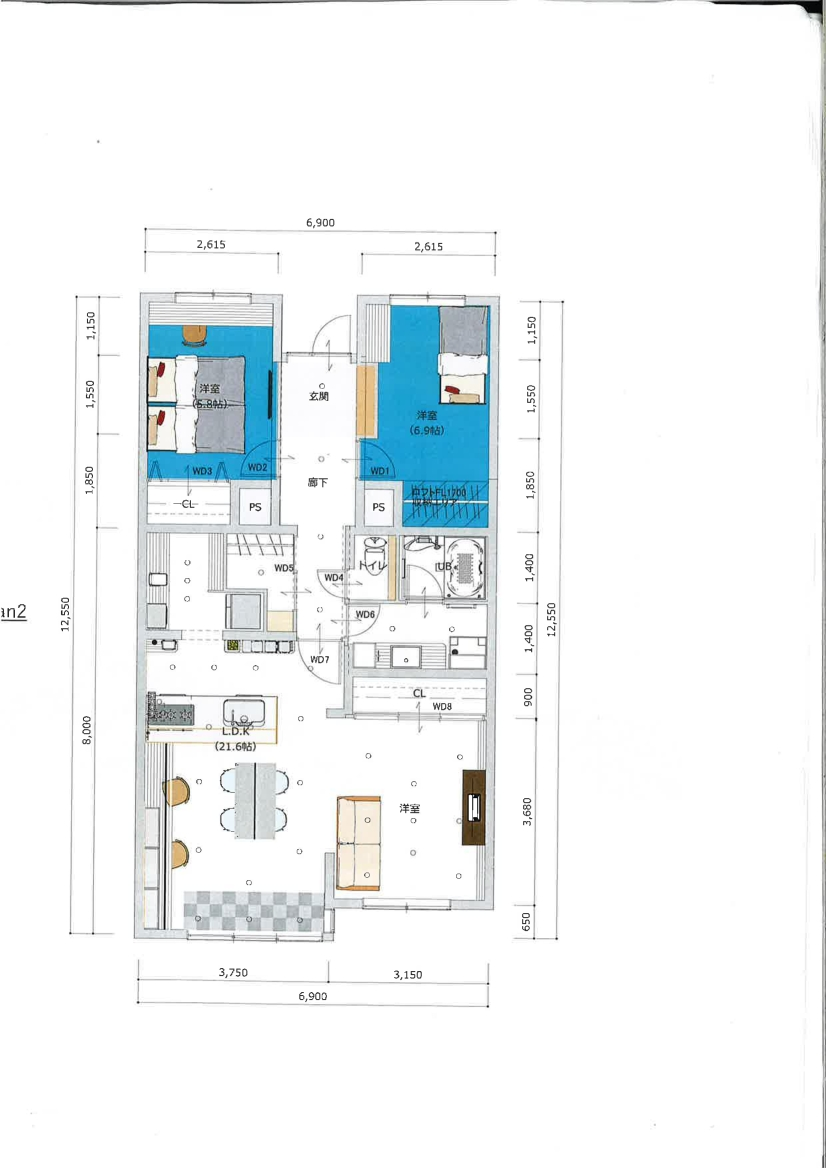 6,900
2,615
2,615
1,150
1,150
玄関
洋室
(5.8帖)
1,550
1,550
洋室
(6.9帖)
WD3
WD2
WD1
廊下
1,850
1,850
ロフトFL1700
収納エリア
CL
PS
PS
WD5
トイレ
UB
1,400
WD4
an2
12,550
WD6
12,550
1,400
WD7
CL
WD8
900
8,000
L.D.K
(21.6帖)
洋室
3,680
650
3,750
3,150
6,900